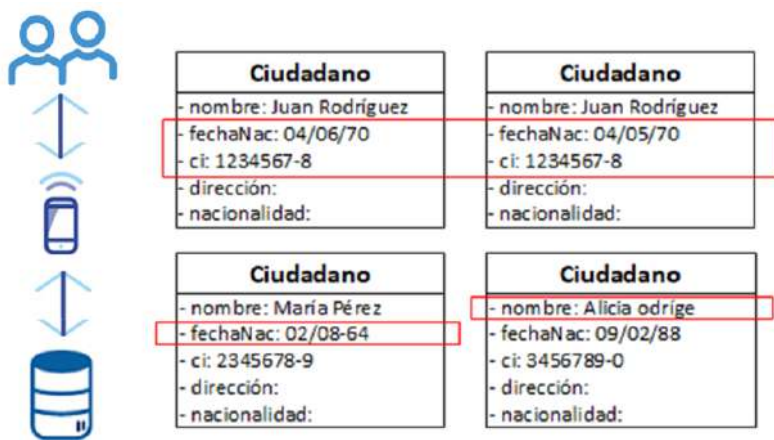 Ciudadano
- nombre: Juan Rodríguez
- fechaNac: 04/06/70
- ci: 1234567-8
- dirección:
- nacionalidad:
Ciudadano
- nombre: Juan Rodríguez
- fechaNac: 04/05/70
- ci: 1234567-8
- dirección:
- nacionalidad:
Ciudadano
- nombre: María Pérez
- fechaNac: 02/08-64
- ci: 2345678-9
- dirección:
- nacionalidad:
Ciudadano
- nombre: Alicia odríge
- fechaNac: 09/02/88
- ci: 3456789-0
- dirección:
- nacionalidad: